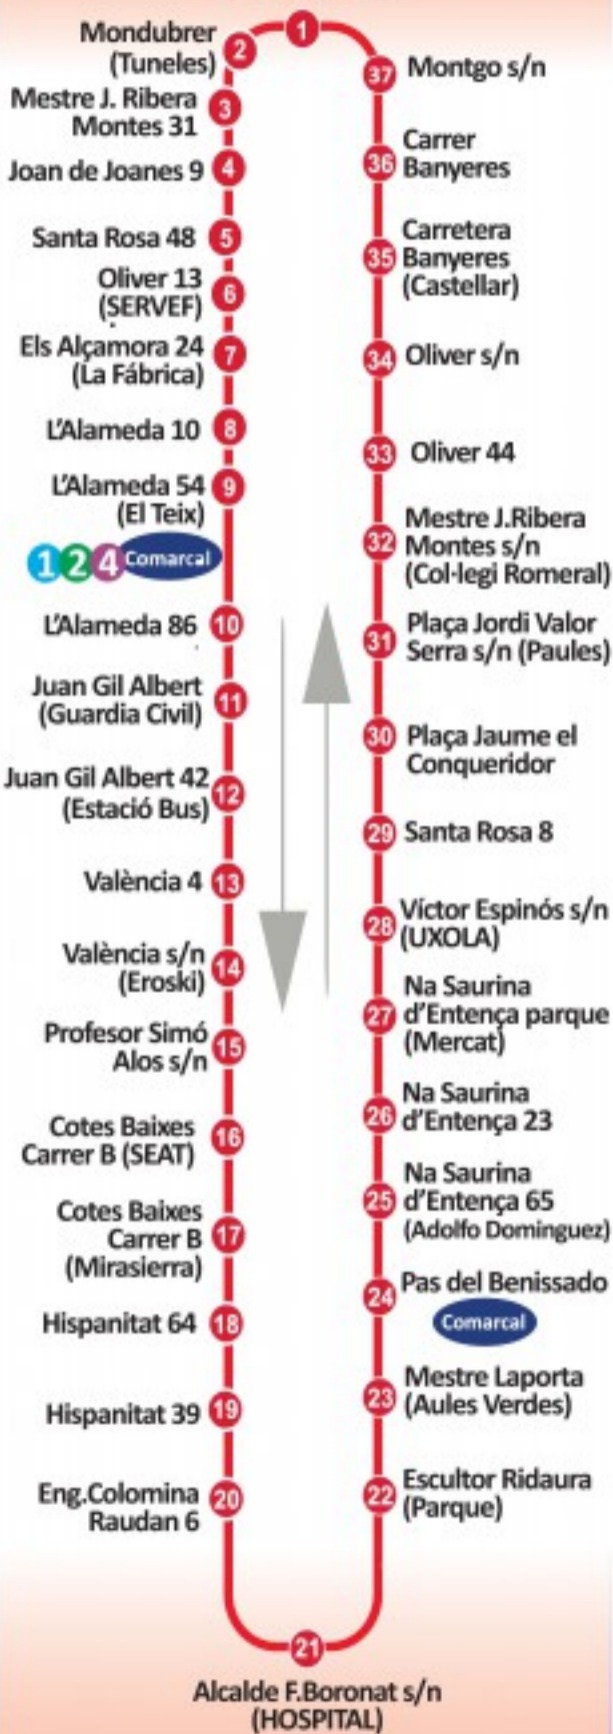 1
Mondubrer
(Tuneles)
2
Mestre J. Ribera
Montes 31
3
Joan de Joanes 9
4
Santa Rosa 48
5
Oliver 13
(SERVEF)
6
Els Alçamora 24
(La Fábrica)
7
L'Alameda 10
8
L'Alameda 54
(El Teix)
9
1 2 4 Comarcal
L'Alameda 86
10
Juan Gil Albert
(Guardia Civil)
11
Juan Gil Albert 42
(Estació Bus)
12
València 4
13
València s/n
(Eroski)
14
Profesor Simó
Alos s/n
15
Cotes Baixes
Carrer B (SEAT)
16
Cotes Baixes
Carrer B
(Mirasierra)
17
Hispanitat 64
18
Hispanitat 39
19
Eng.Colomina
Raudan 6
20
21
Alcalde F.Boronat s/n
(HOSPITAL)
22
Escultor Ridaura
(Parque)
23
Mestre Laporta
(Aules Verdes)
24
Pas del Benissado
Comarcal
25
Na Saurina
d'Entença 65
(Adolfo Dominguez)
26
Na Saurina
d'Entença 23
27
Na Saurina
d'Entença parque
(Mercat)
28
Víctor Espinós s/n
(UXOLA)
29
Santa Rosa 8
30
Plaça Jaume el
Conqueridor
31
Plaça Jordi Valor
Serra s/n (Paules)
32
Mestre J.Ribera
Montes s/n
(Col·legi Romeral)
33
Oliver 44
34
Oliver s/n
35
Carretera
Banyeres
(Castellar)
36
Carrer
Banyeres
37
Montgo s/n